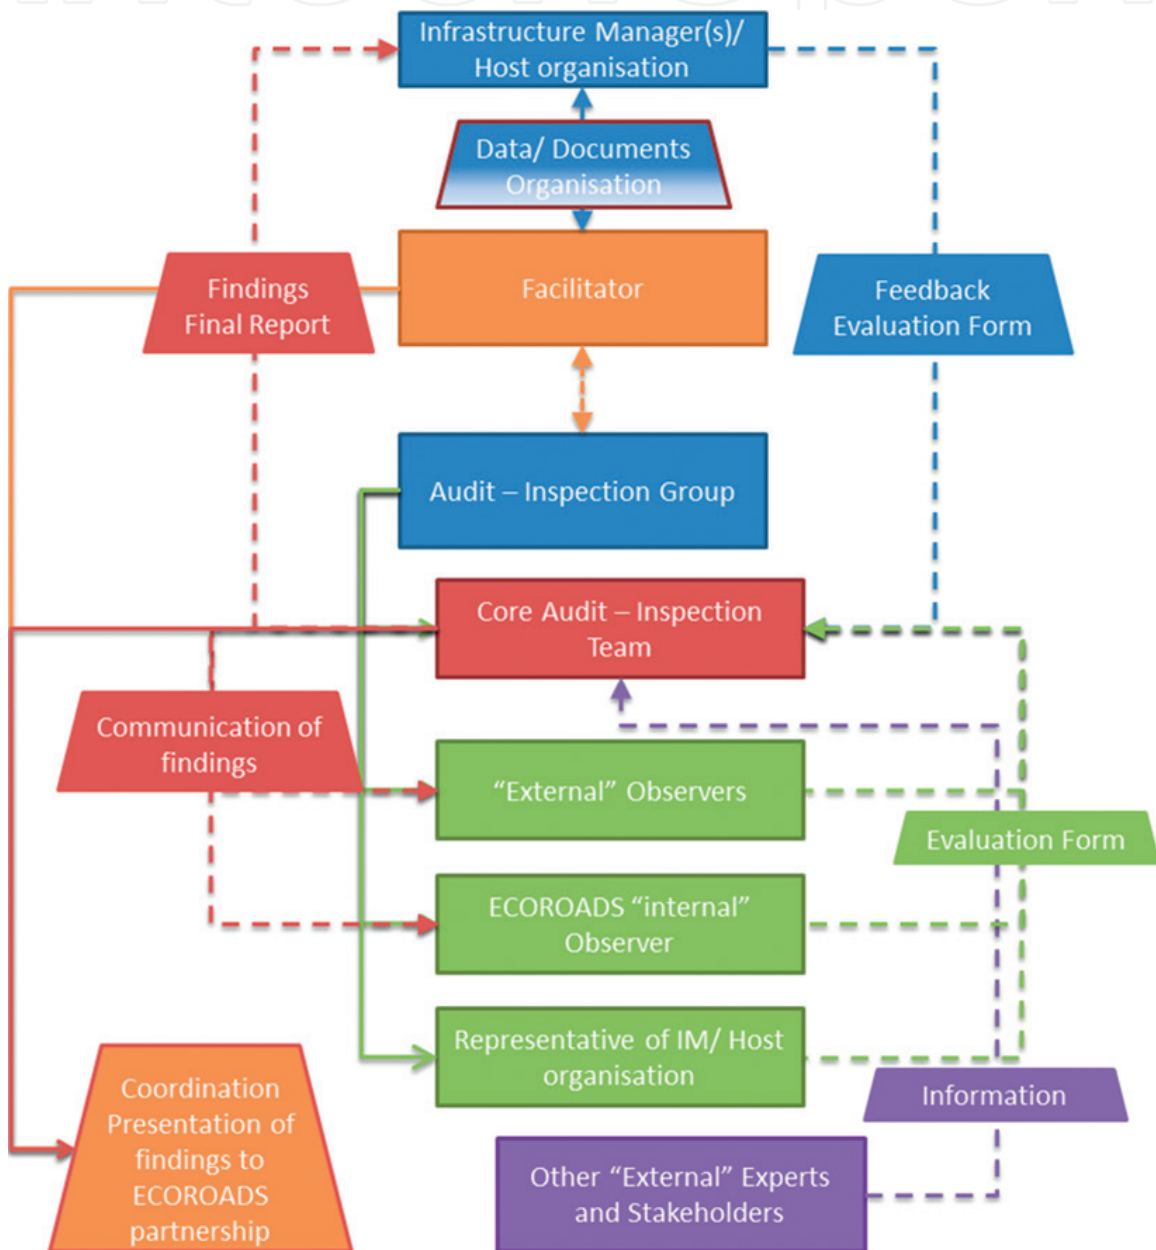 Infrastructure Manager(s)/
Host organisation
Data/ Documents
Organisation
Facilitator
Findings
Final Report
Feedback
Evaluation Form
Audit – Inspection Group
Core Audit – Inspection
Team
Communication of
findings
“External” Observers
Evaluation Form
ECOROADS “internal”
Observer
Representative of IM/ Host
organisation
Information
Coordination
Presentation of
findings to
ECOROADS
partnership
Other “External” Experts
and Stakeholders